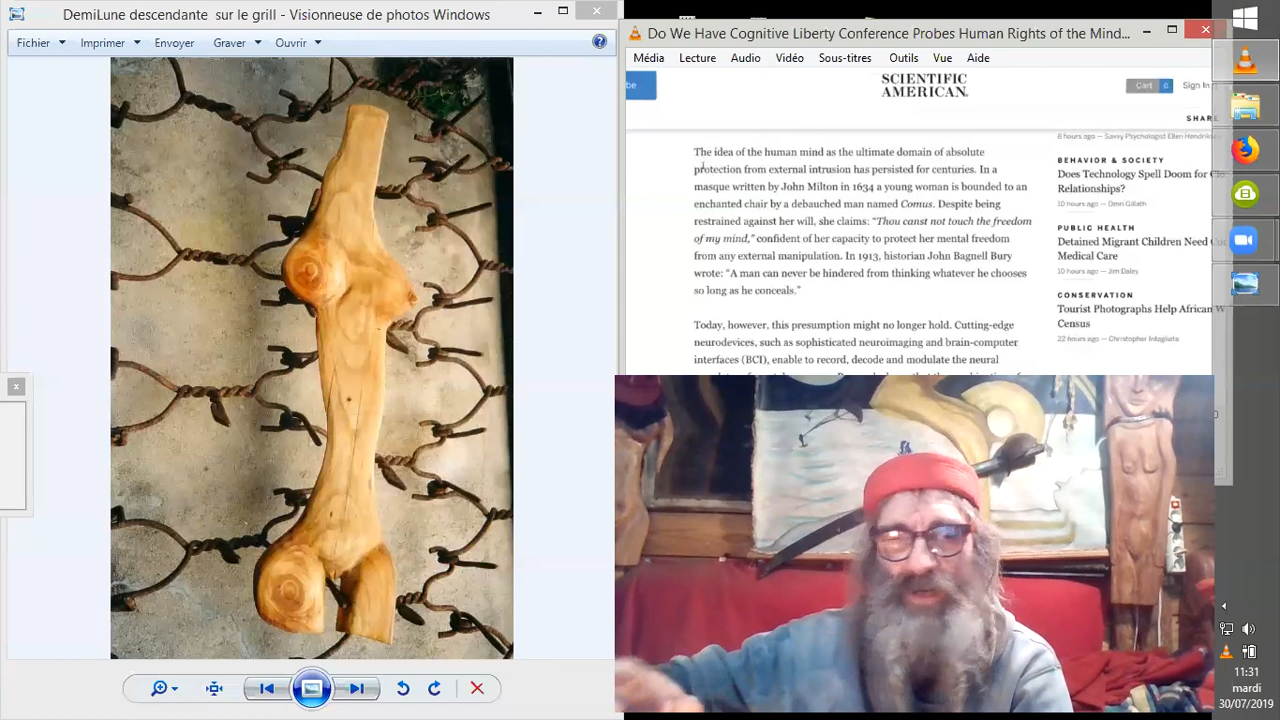 DemiLune descendante sur le grill - Visionneuse de photos Windows
Fichier Imprimer Envoyer Graver Ouvrir
Do We Have Cognitive Liberty Conference Probes Human Rights of the Mind...
Média Lecture Audio Vidéo Sous-titres Outils Vue Aide
be
SCIENTIFIC
AMERICAN
Cart 0 Sign In
SHARE
The idea of the human mind as the ultimate domain of absolute
protection from external intrusion has persisted for centuries. In a
masque written by John Milton in 1634 a young woman is bounded to an
enchanted chair by a debauched man named Comus. Despite being
restrained against her will, she claims: “Thou canst not touch the freedom
of my mind,” confident of her capacity to protect her mental freedom
from any external manipulation. In 1913, historian John Bagnell Bury
wrote: “A man can never be hindered from thinking whatever he chooses
so long as he conceals.”
Today, however, this presumption might no longer hold. Cutting-edge
neurodevices, such as sophisticated neuroimaging and brain-computer
interfaces (BCI), enable to record, decode and modulate the neural
8 hours ago — Savvy Psychologist Ellen
BEHAVIOR & SOCIETY
Does Technology Spell Doom for
Relationships?
10 hours ago — Omri Gillath
PUBLIC HEALTH
Detained Migrant Children Need
Medical Care
10 hours ago — Jim Daley
CONSERVATION
Tourist Photographs Help African W
Census
22 hours ago — Christopher Intagliata
11:31
mardi
30/07/2019